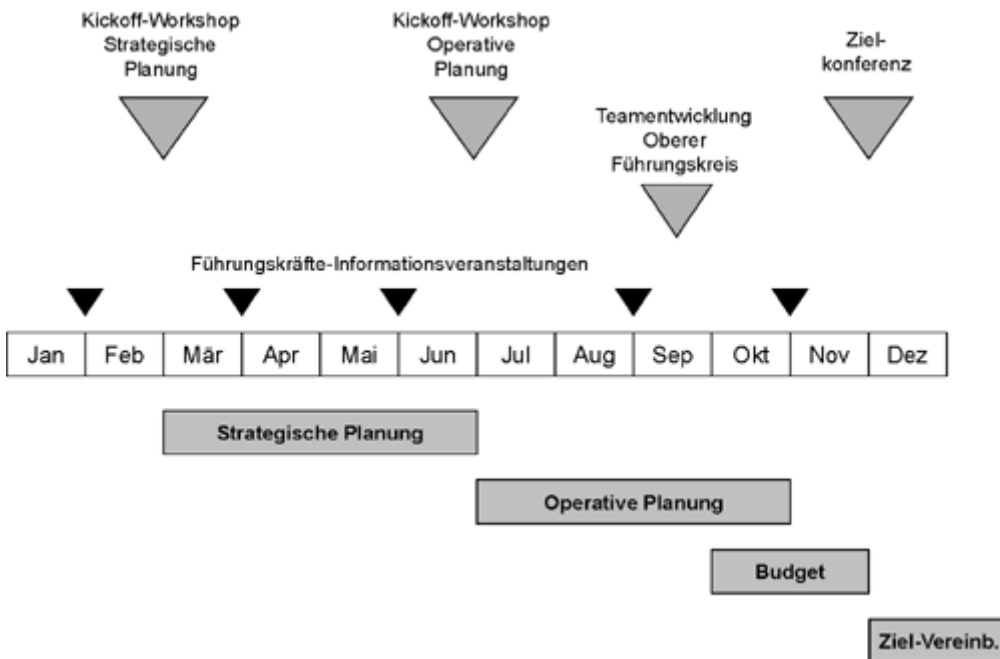 Kickoff-Workshop
Strategische
Planung
Kickoff-Workshop
Operative
Planung
Ziel-
konferenz
Teamentwicklung
Oberer
Führungskreis
Führungskräfte-Informationsveranstaltungen
Jan Feb Mär Apr Mai Jun Jul Aug Sep Okt Nov Dez
Strategische Planung
Operative Planung
Budget
Ziel-Vereinb.